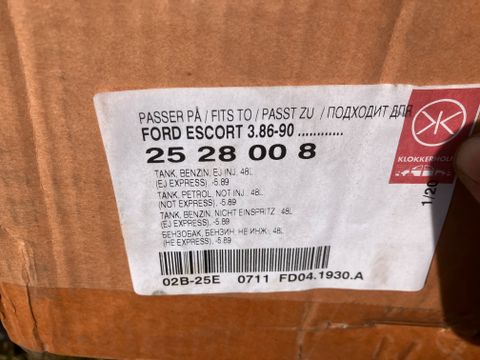 PASSER PÅ / FITS TO / PASST ZU / ПОДХОДИТ ДЛЯ
FORD ESCORT 3.86-90 ............
25 28 00 8
TANK, BENZIN, EJ INJ. 48L
(EJ EXPRESS), -5.89
TANK, PETROL, NOT INJ. 48L
(NOT EXPRESS), -5.89
TANK, BENZIN, NICHT EINSPRITZ. 48L
(EJ EXPRESS), -5.89
БЕНЗОБАК, БЕНЗИН НЕ ИНЖ. 48L
(НЕ EXPRESS), -5.89
02B-25E 0711 FD04.1930.A
KLOKKERHOL
1/20